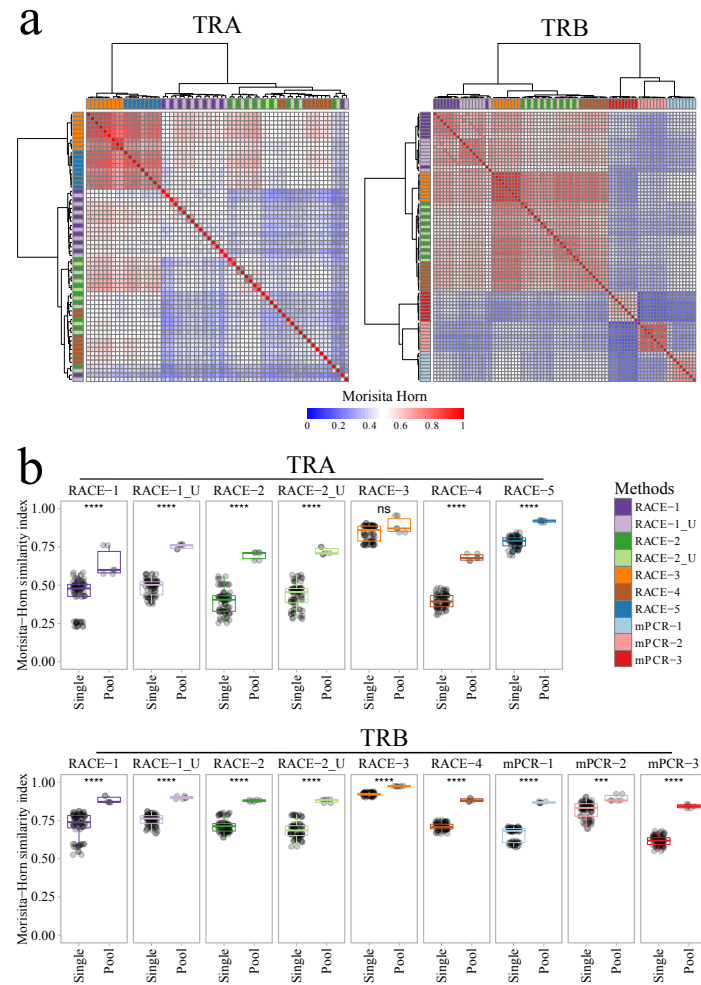 a
TRA TRB
Morisita Horn
0 0.2 0.4 0.6 0.8 1
b
TRA
RACE−1 RACE−1_U RACE−2 RACE−2_U RACE−3 RACE−4 RACE−5
**** **** **** **** ns **** ****
Morisita−Horn similarity index
1.00
0.75
0.50
0.25
0.00
Single Pool Single Pool Single Pool Single Pool Single Pool Single Pool Single Pool
Methods
RACE−1
RACE−1_U
RACE−2
RACE−2_U
RACE−3
RACE−4
RACE−5
mPCR−1
mPCR−2
mPCR−3
TRB
RACE−1 RACE−1_U RACE−2 RACE−2_U RACE−3 RACE−4 mPCR−1 mPCR−2 mPCR−3
**** **** **** **** **** **** **** *** ****
Morisita−Horn similarity index
1.00
0.75
0.50
0.25
0.00
Single Pool Single Pool Single Pool Single Pool Single Pool Single Pool Single Pool Single Pool Single Pool